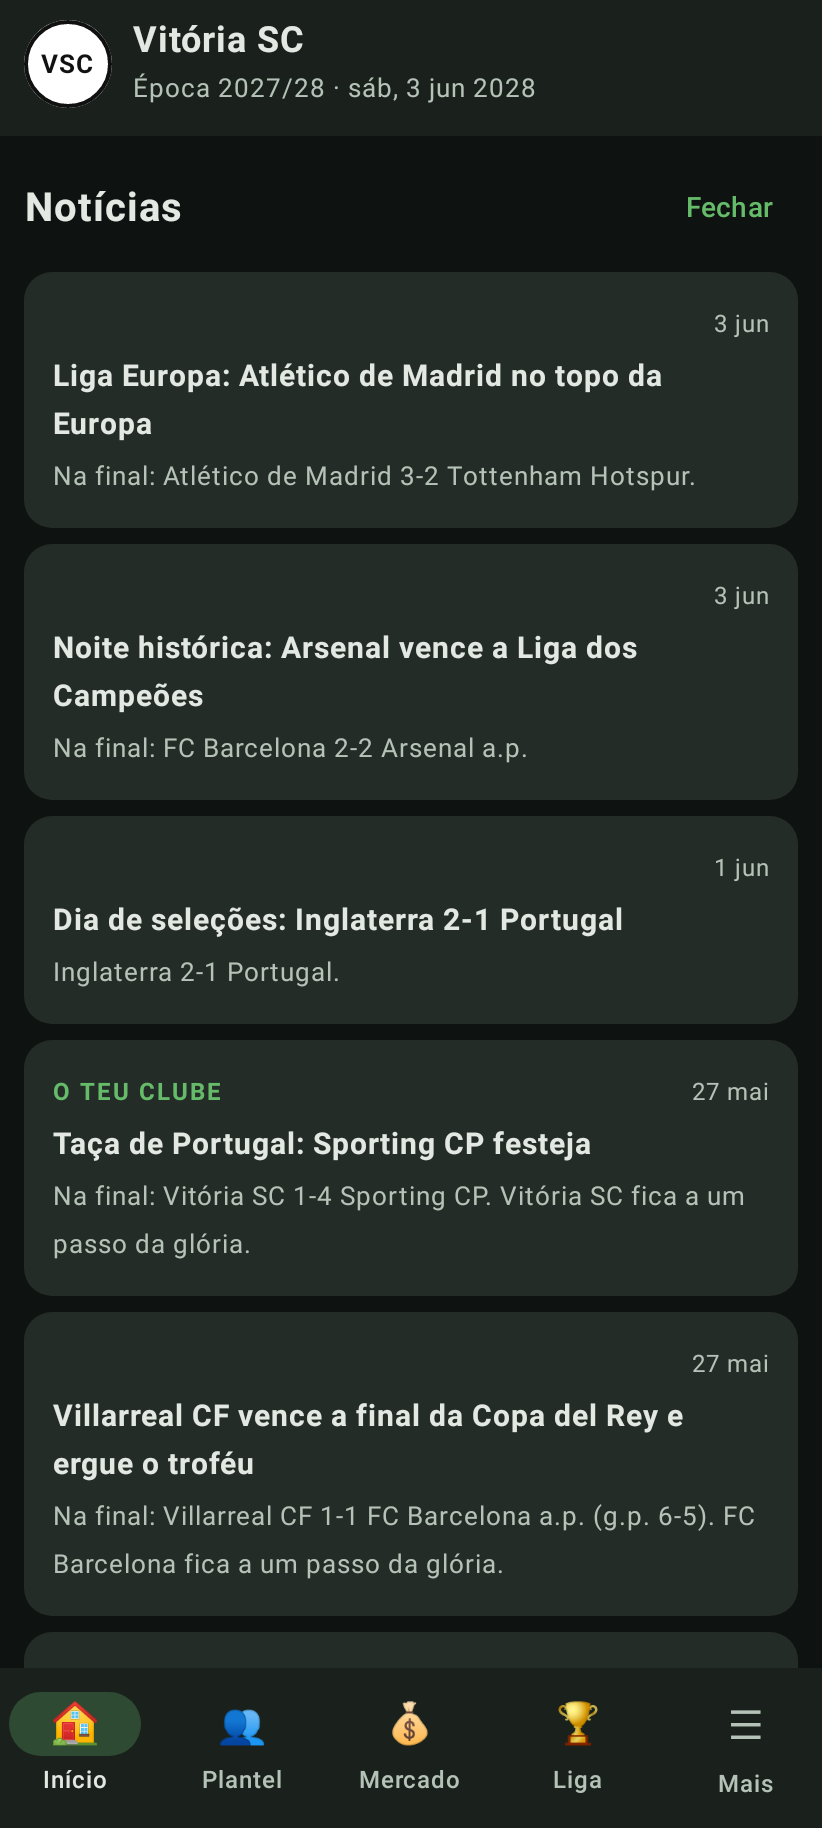 VSC
Vitória SC
Época 2027/28 · sáb, 3 jun 2028
Notícias
Fechar
3 jun
Liga Europa: Atlético de Madrid no topo da
Europa
Na final: Atlético de Madrid 3-2 Tottenham Hotspur.
3 jun
Noite histórica: Arsenal vence a Liga dos
Campeões
Na final: FC Barcelona 2-2 Arsenal a.p.
1 jun
Dia de seleções: Inglaterra 2-1 Portugal
Inglaterra 2-1 Portugal.
O TEU CLUBE
27 mai
Taça de Portugal: Sporting CP festeja
Na final: Vitória SC 1-4 Sporting CP. Vitória SC fica a um
passo da glória.
27 mai
Villarreal CF vence a final da Copa del Rey e
ergue o troféu
Na final: Villarreal CF 1-1 FC Barcelona a.p. (g.p. 6-5). FC
Barcelona fica a um passo da glória.
Início
Plantel
Mercado
Liga
Mais